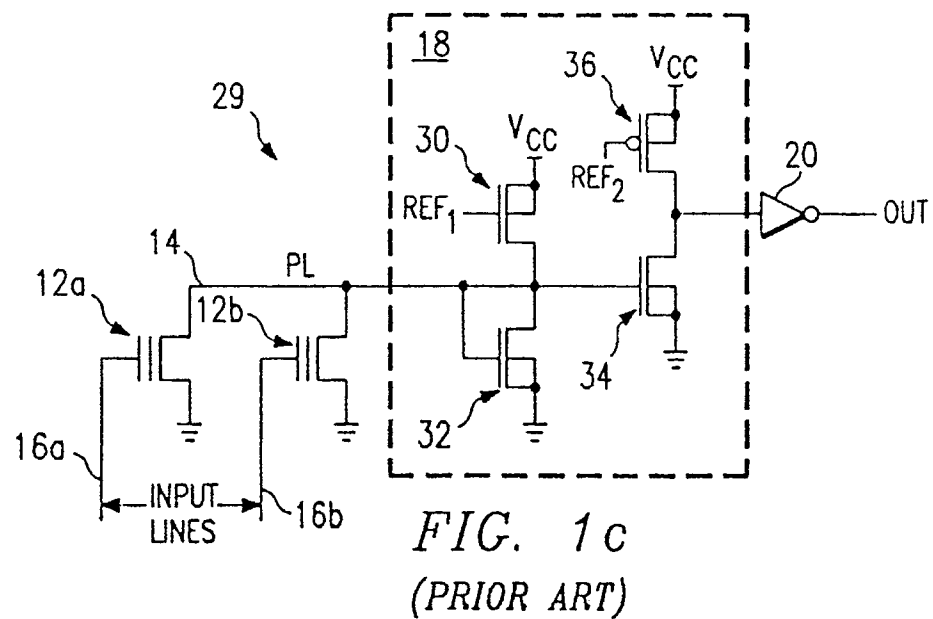 18
36
VCC
29
30
VCC
20
REF2
REF1
OUT
14
PL
12a
12b
34
32
16a
INPUT
LINES
16b
FIG. 1c
(PRIOR ART)